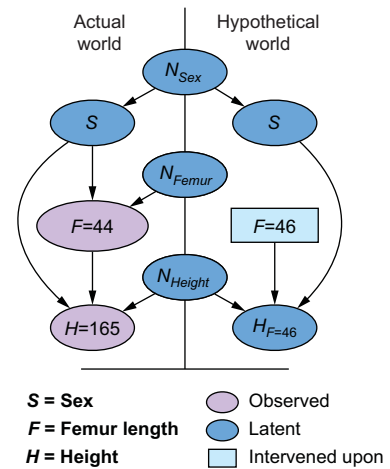 Actual world
Hypothetical world
N_Sex
S
S
N_Femur
F=44
F=46
N_Height
H=165
H_F=46
S = Sex
F = Femur length
H = Height
Observed
Latent
Intervened upon